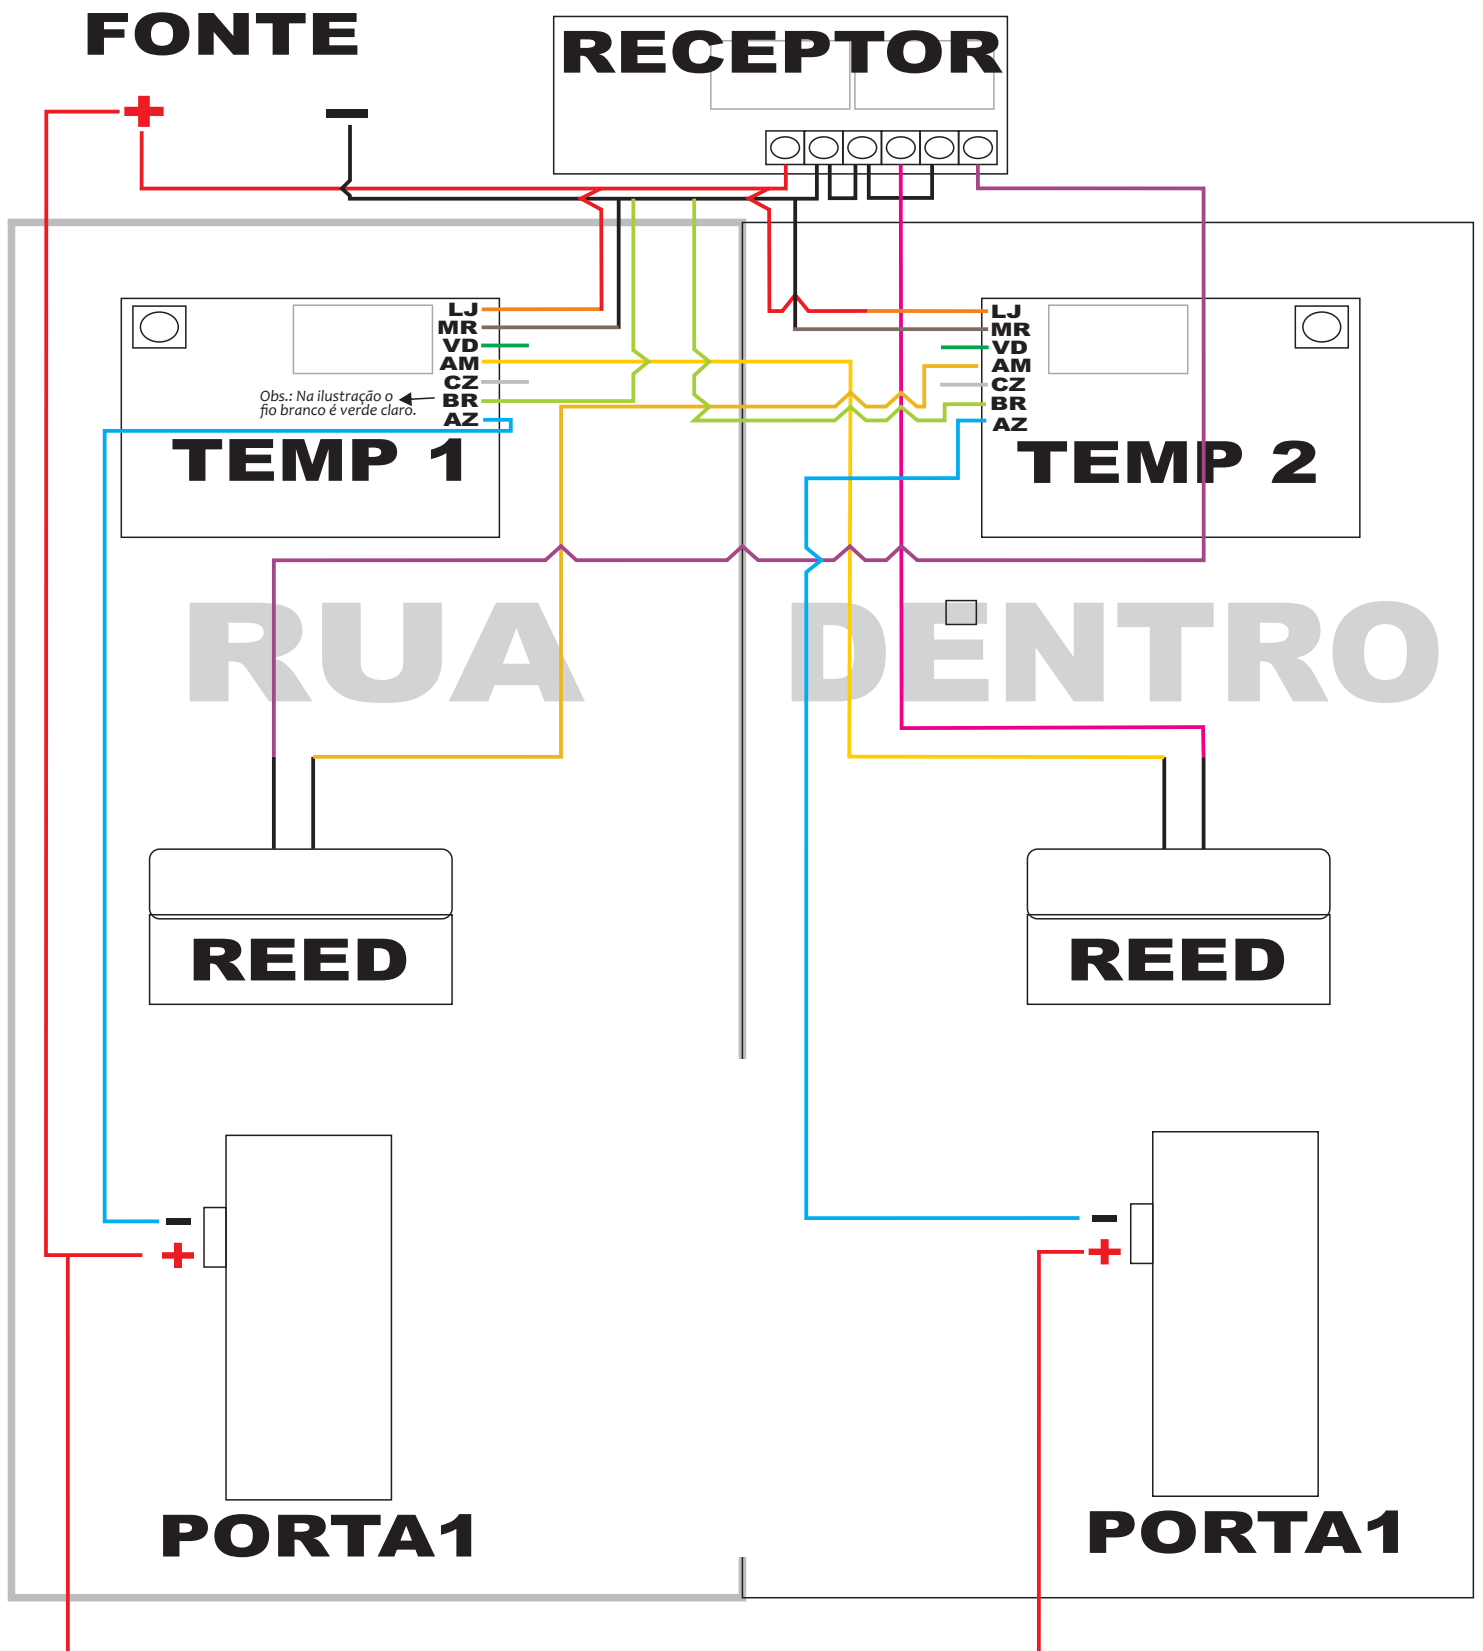 FONTE
RECEPTOR
LJ
MR
VD
AM
CZ
BR
AZ
Obs.: Na ilustração o
fio branco é verde claro.
TEMP 1
LJ
MR
VD
AM
CZ
BR
AZ
TEMP 2
RUA
DENTRO
REED
REED
PORTA1
PORTA1